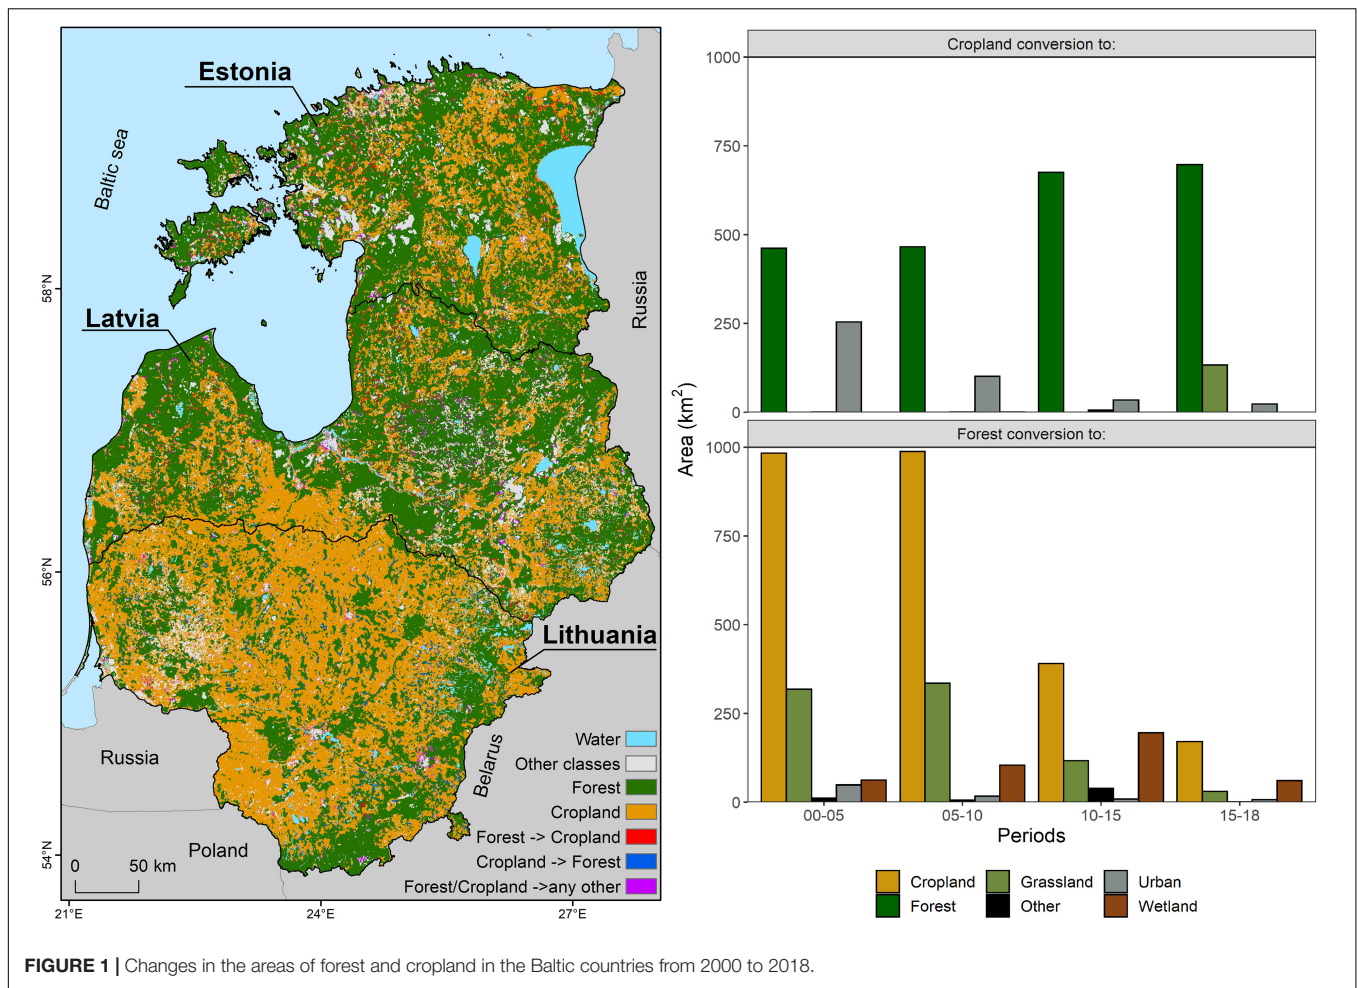 Estonia
Baltic sea
58°N
Latvia
Russia
56°N
Lithuania
Water
Other classes
Forest
Cropland
Forest -> Cropland
Cropland -> Forest
Forest/Cropland ->any other
Russia
Belarus
Poland
0 50 km
54°N
21°E 24°E 27°E
Cropland conversion to:
1000
750
500
250
0
Area (km²)
Forest conversion to:
1000
750
500
250
0
00-05 05-10 10-15 15-18
Periods
Cropland Grassland Urban
Forest Other Wetland
FIGURE 1 | Changes in the areas of forest and cropland in the Baltic countries from 2000 to 2018.